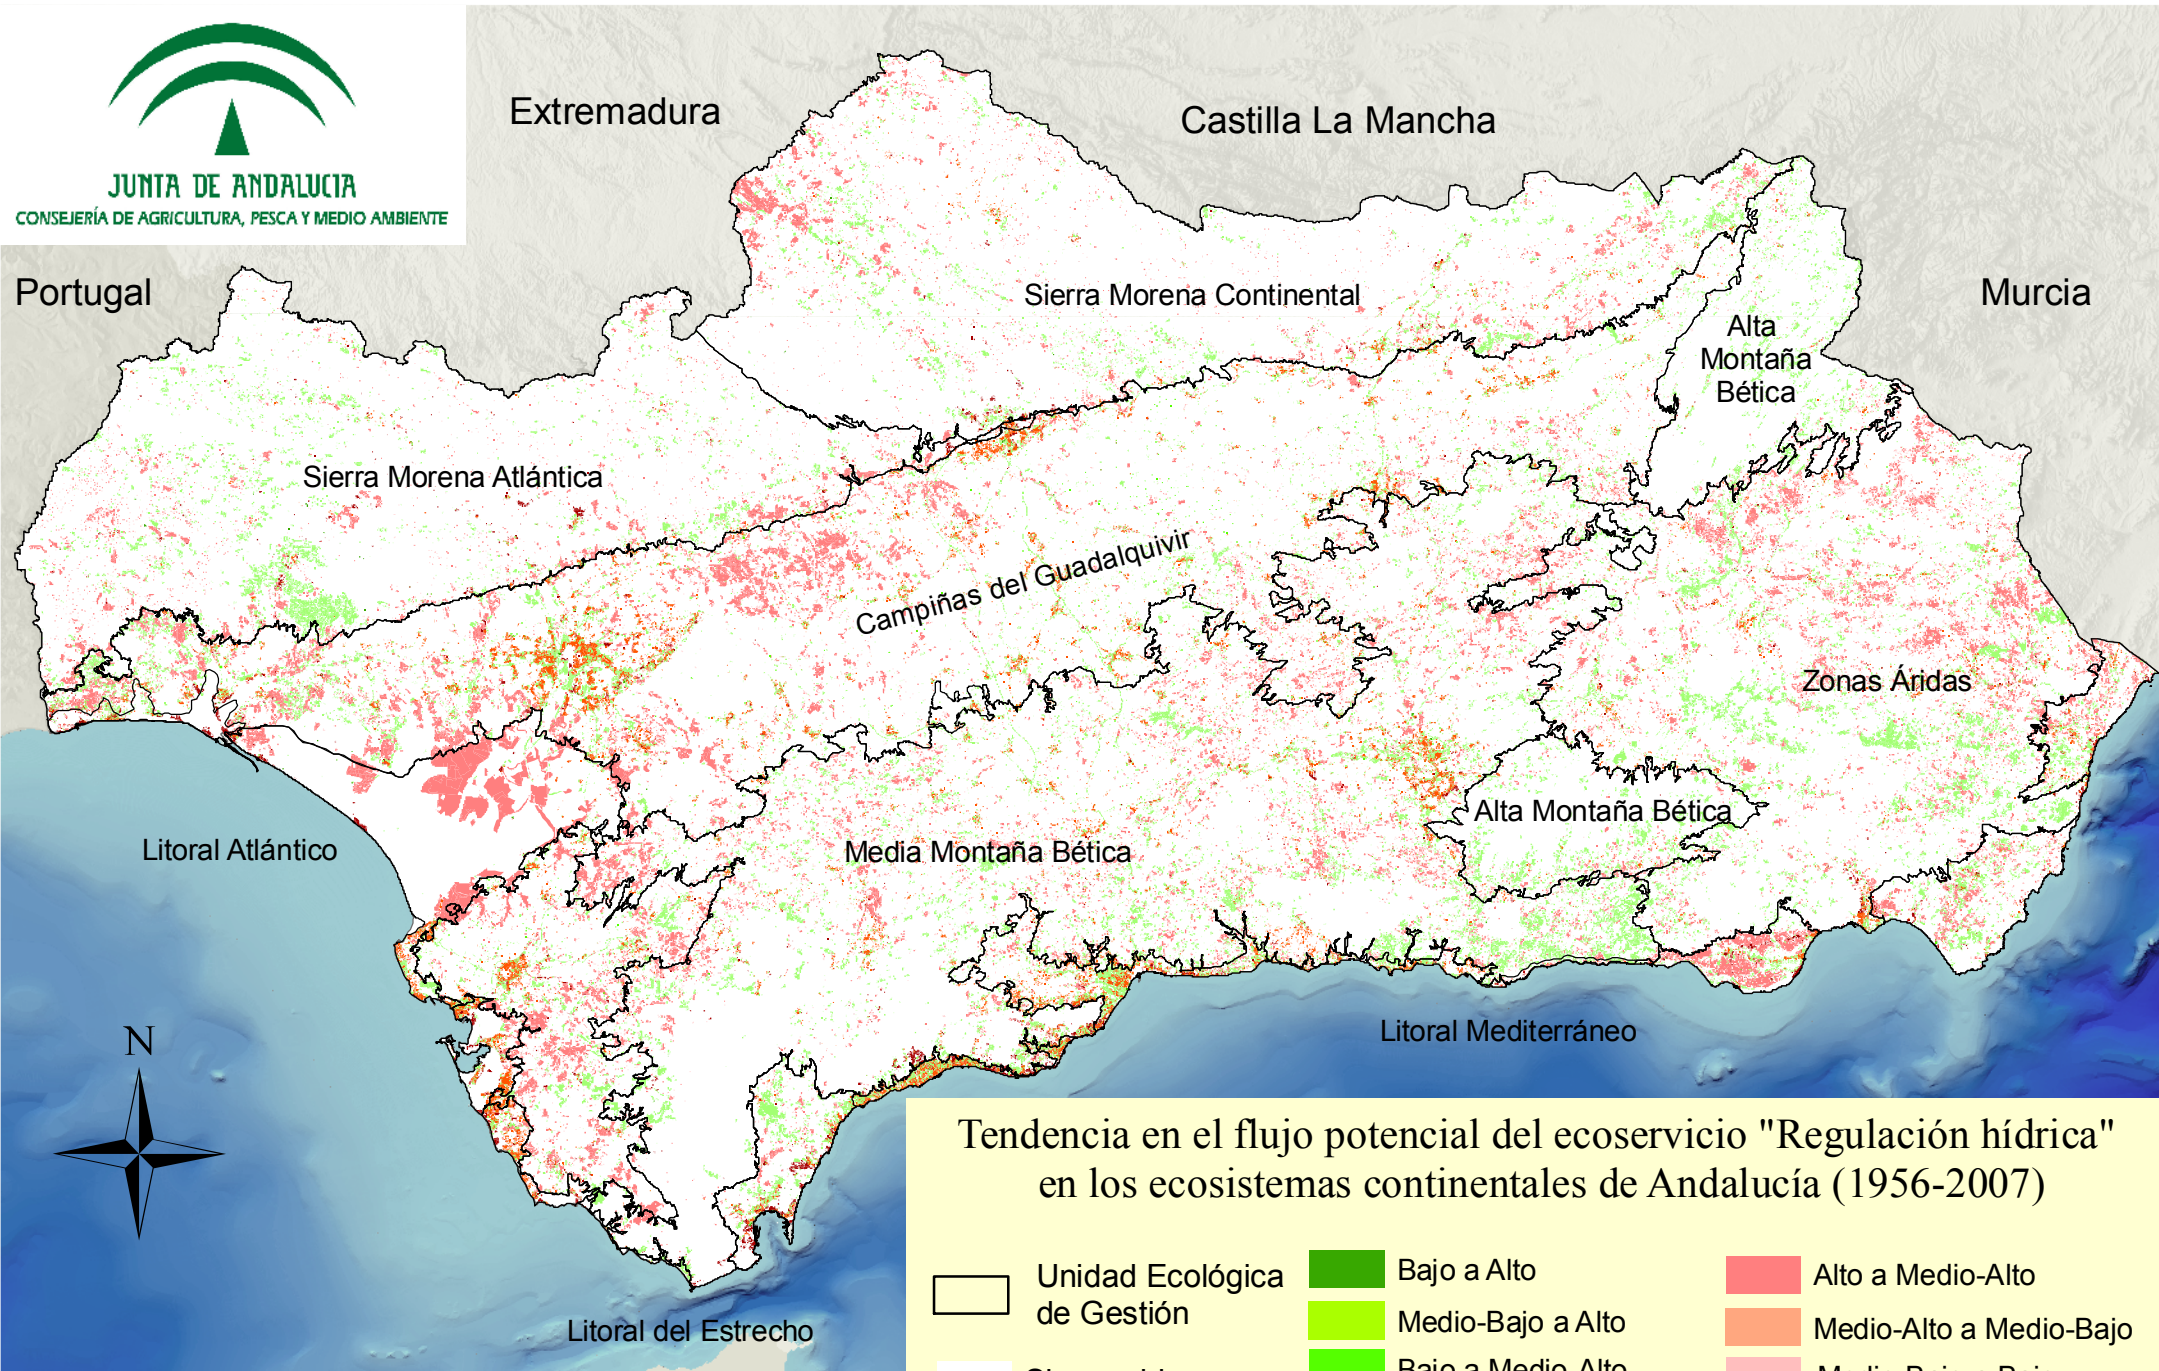 JUNTA DE ANDALUCIA
CONSEJERÍA DE AGRICULTURA, PESCA Y MEDIO AMBIENTE
Extremadura
Castilla La Mancha
Portugal
Murcia
Sierra Morena Continental
Alta
Montaña
Bética
Sierra Morena Atlántica
Campiñas del Guadalquivir
Zonas Áridas
Alta Montaña Bética
Litoral Atlántico
Media Montaña Bética
Litoral Mediterráneo
N
Litoral del Estrecho
Tendencia en el flujo potencial del ecoservicio "Regulación hídrica"
en los ecosistemas continentales de Andalucía (1956-2007)
Unidad Ecológica
de Gestión
Bajo a Alto
Medio-Bajo a Alto
Bajo a Medio-Alto
Alto a Medio-Alto
Medio-Alto a Medio-Bajo